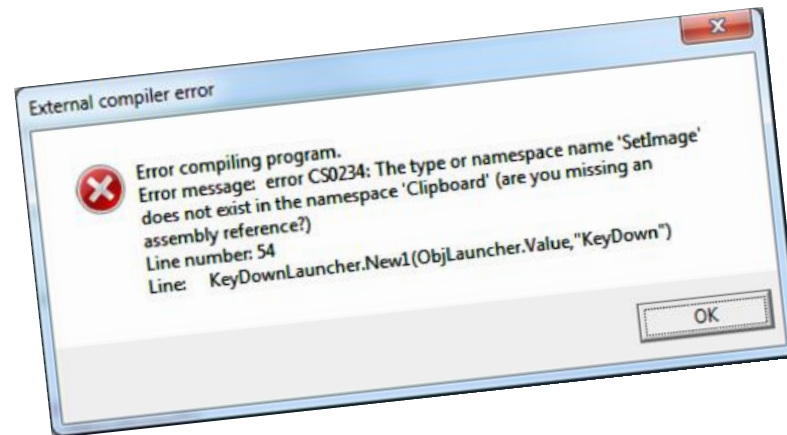 External compiler error
Error compiling program.
Error message:  error CS0234: The type or namespace name 'SetImage'
does not exist in the namespace 'Clipboard' (are you missing an
assembly reference?)
Line number: 54
Line:    KeyDownLauncher.New1(ObjLauncher.Value,"KeyDown")
OK